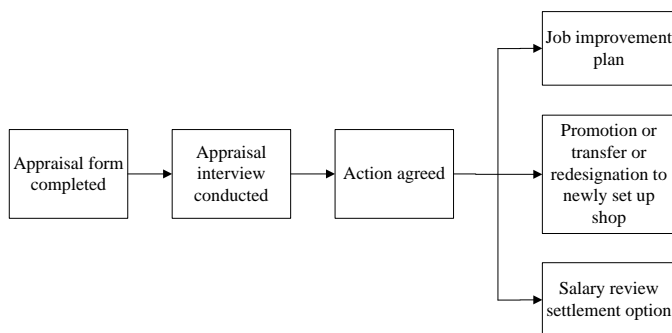 Job improvement
plan
Appraisal form
completed
Appraisal
interview
conducted
Action agreed
Promotion or
transfer or
redesignation to
newly set up
shop
Salary review
settlement option